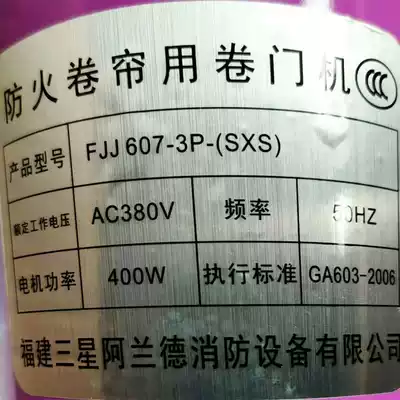 防火卷帘用卷门机 CCC
产品型号 FJJ607-3P-(SXS)
额定工作电压 AC380V 频率 50HZ
电机功率 400W 执行标准 GA603-2006
福建三星阿兰德消防设备有限公司